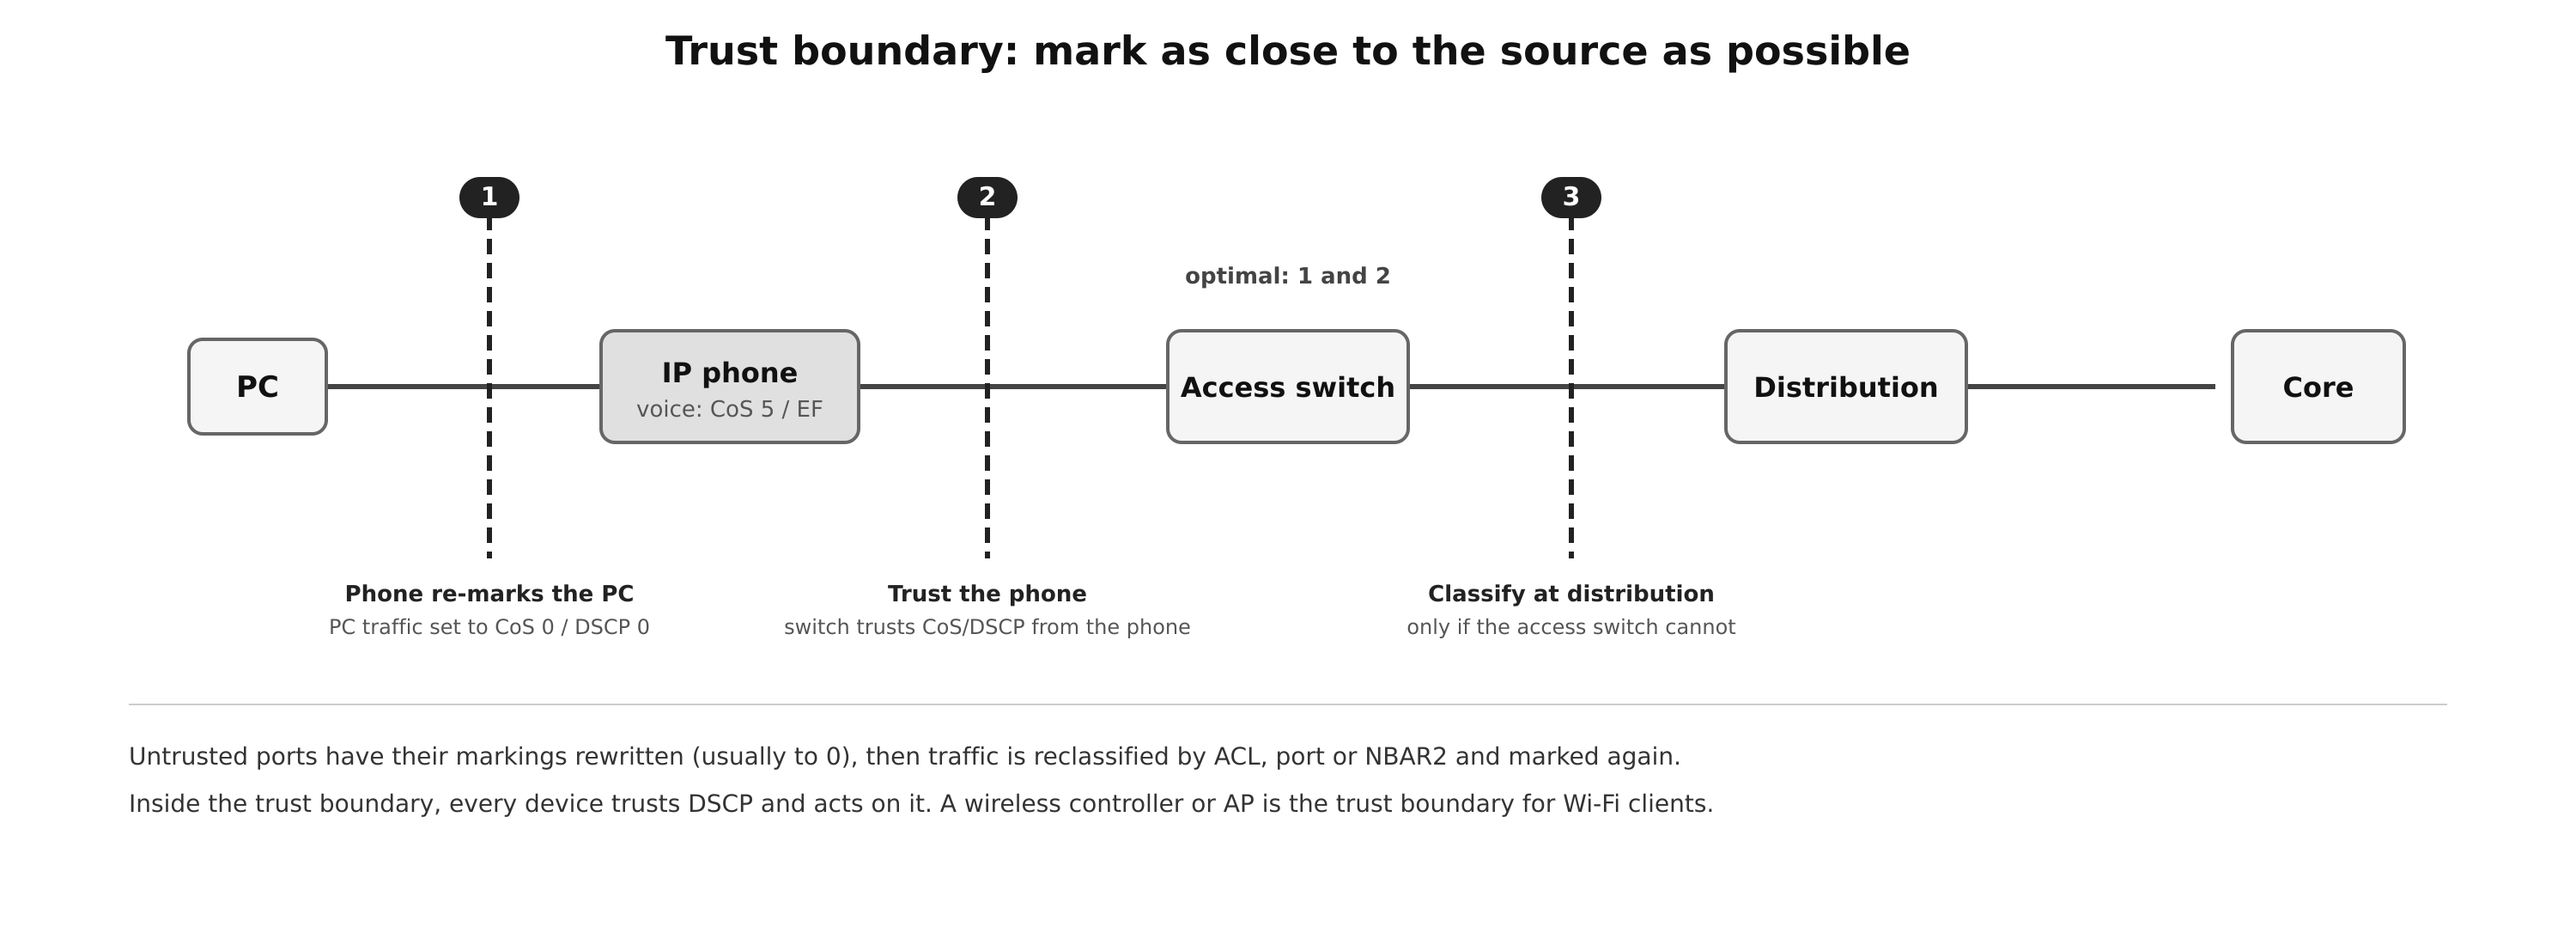 Trust boundary: mark as close to the source as possible
1
2
3
optimal: 1 and 2
PC
IP phone
voice: CoS 5 / EF
Access switch
Distribution
Core
Phone re-marks the PC
PC traffic set to CoS 0 / DSCP 0
Trust the phone
switch trusts CoS/DSCP from the phone
Classify at distribution
only if the access switch cannot
Untrusted ports have their markings rewritten (usually to 0), then traffic is reclassified by ACL, port or NBAR2 and marked again.
Inside the trust boundary, every device trusts DSCP and acts on it. A wireless controller or AP is the trust boundary for Wi-Fi clients.